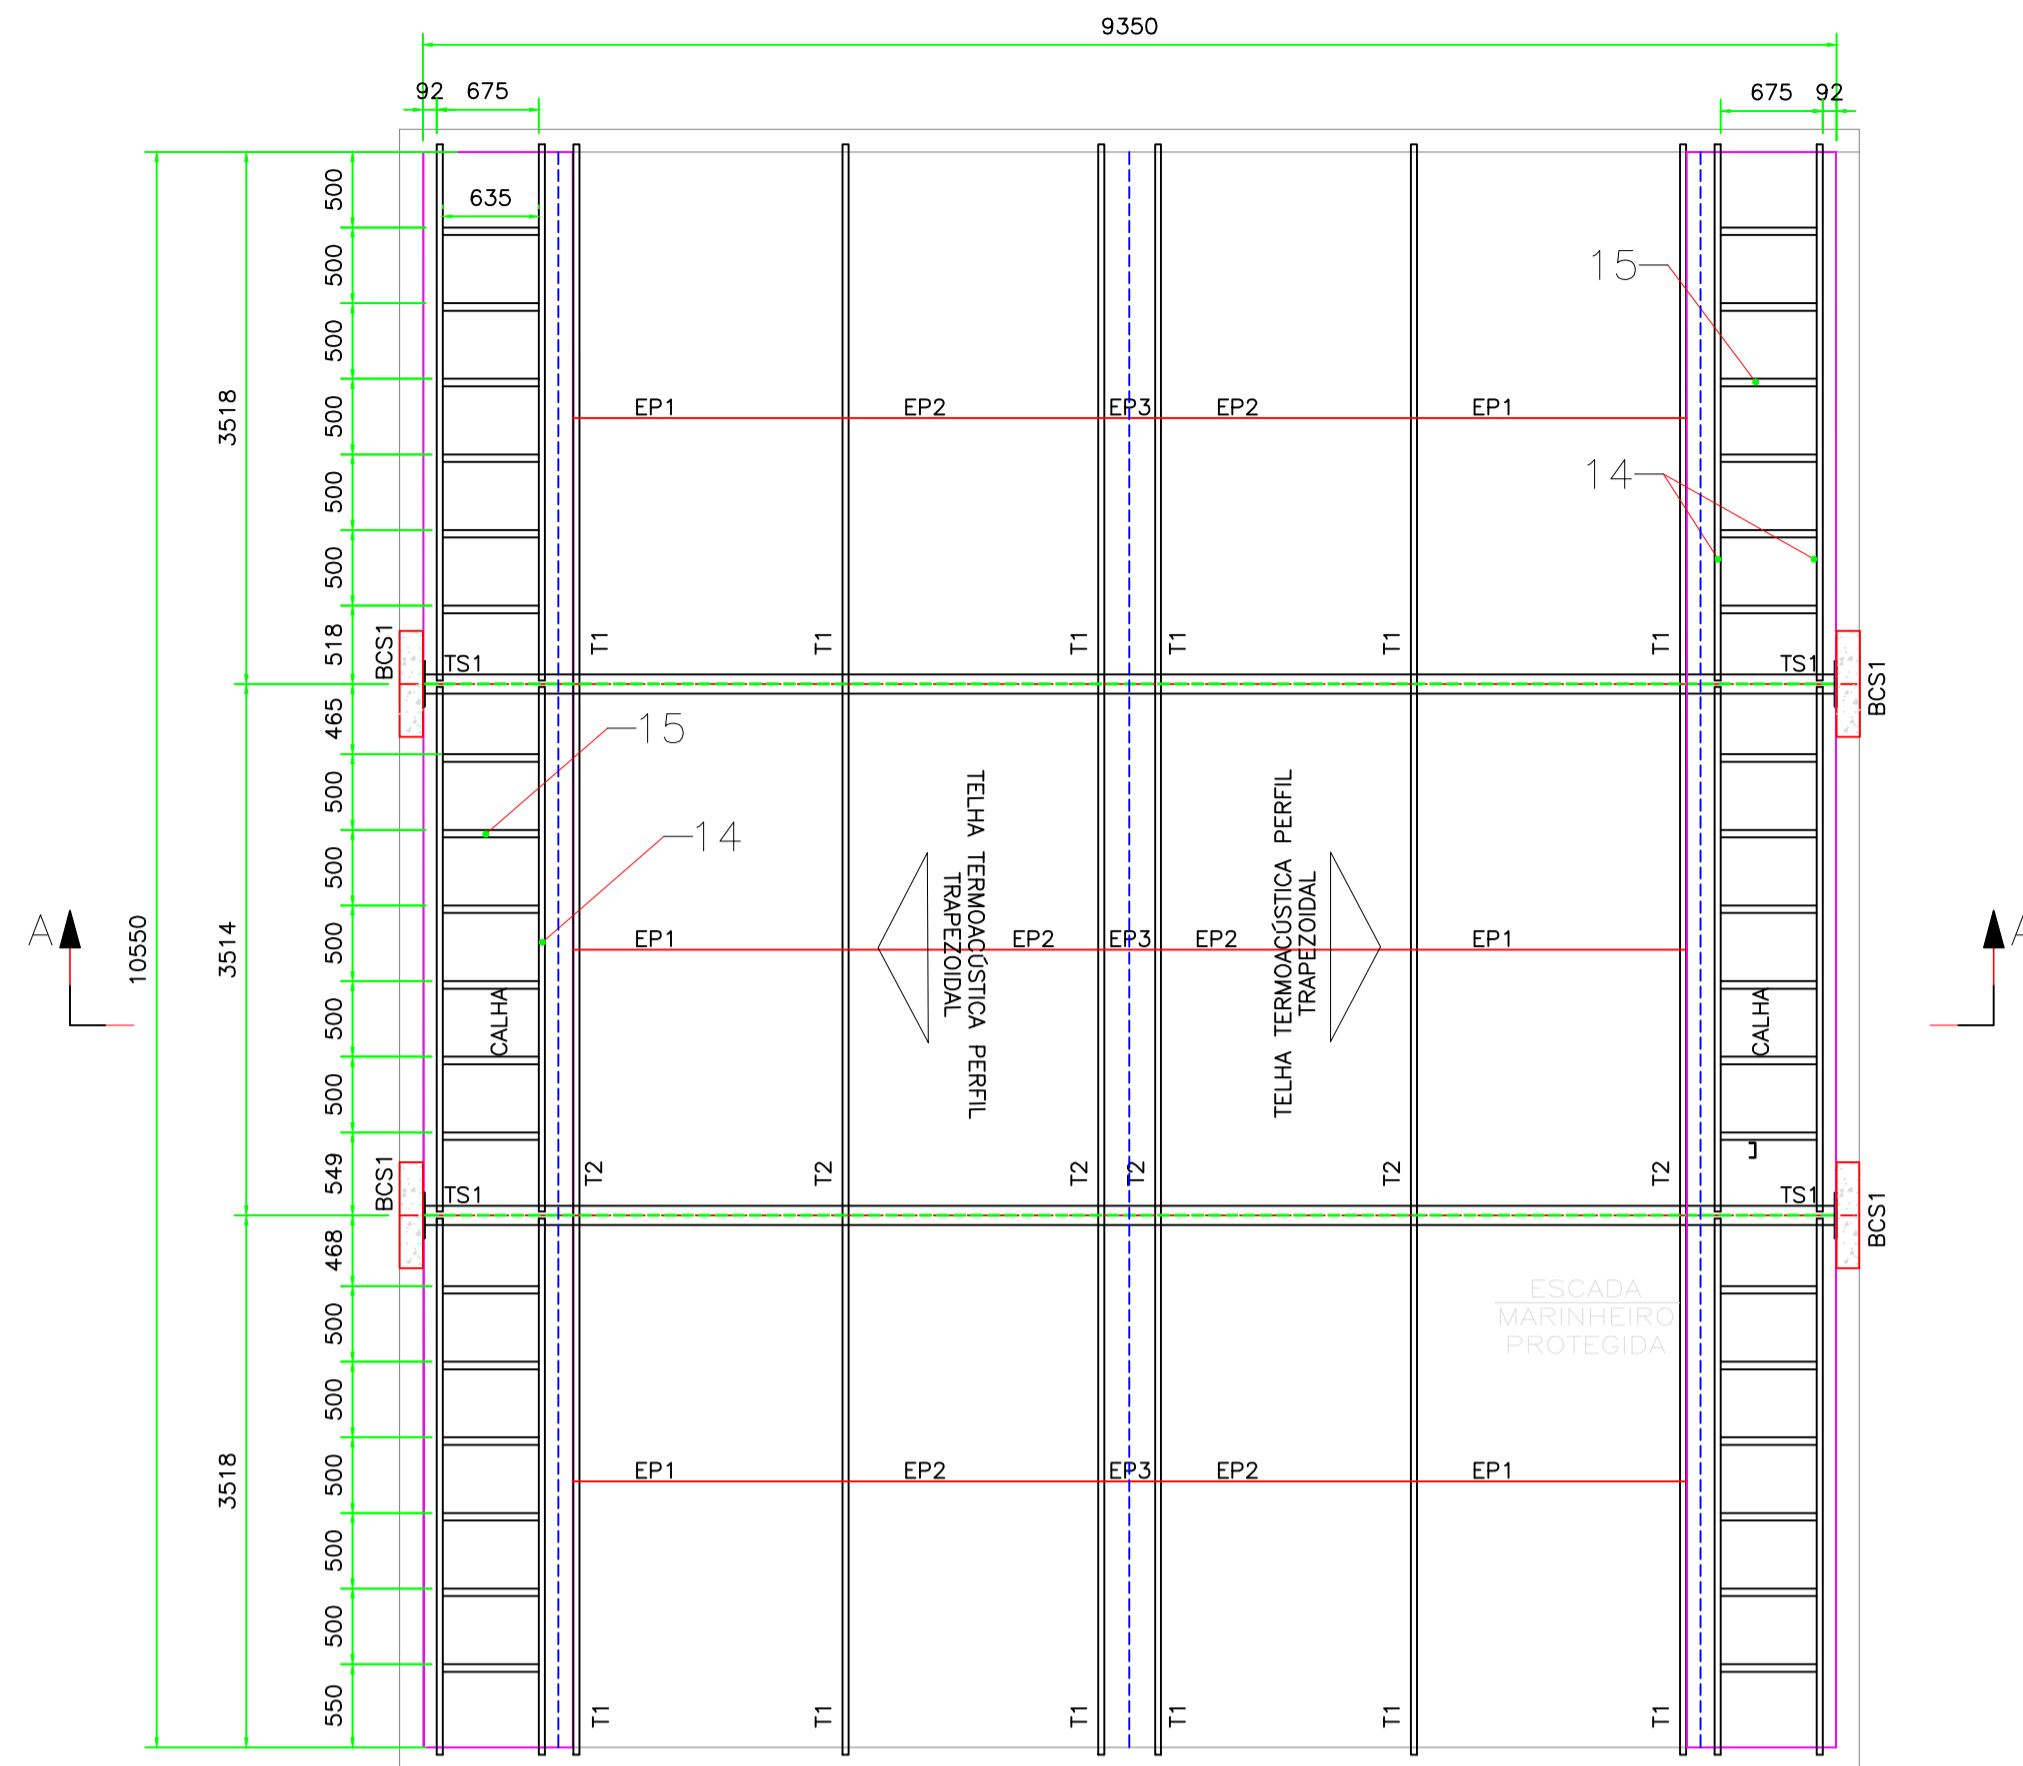 9350
92
675
675
92
635
500
500
500
500
500
500
518
465
500
500
500
500
500
549
468
500
500
500
500
500
550
3518
3514
3518
10550
15
14
EP1
EP2
EP3
EP2
EP1
BCS1
TS1
T1
T1
T1
T1
T1
T1
TS1
BCS1
15
14
TELHA TERMOACÚSTICA PERFIL
TRAPEZOIDAL
TELHA TERMOACÚSTICA PERFIL
TRAPEZOIDAL
A
A
EP1
EP2
EP3
EP2
EP1
CALHA
CALHA
BCS1
TS1
T2
T2
T2
T2
T2
T2
TS1
BCS1
ESCADA
MARINHEIRO
PROTEGIDA
EP1
EP2
EP3
EP2
EP1
T1
T1
T1
T1
T1
T1